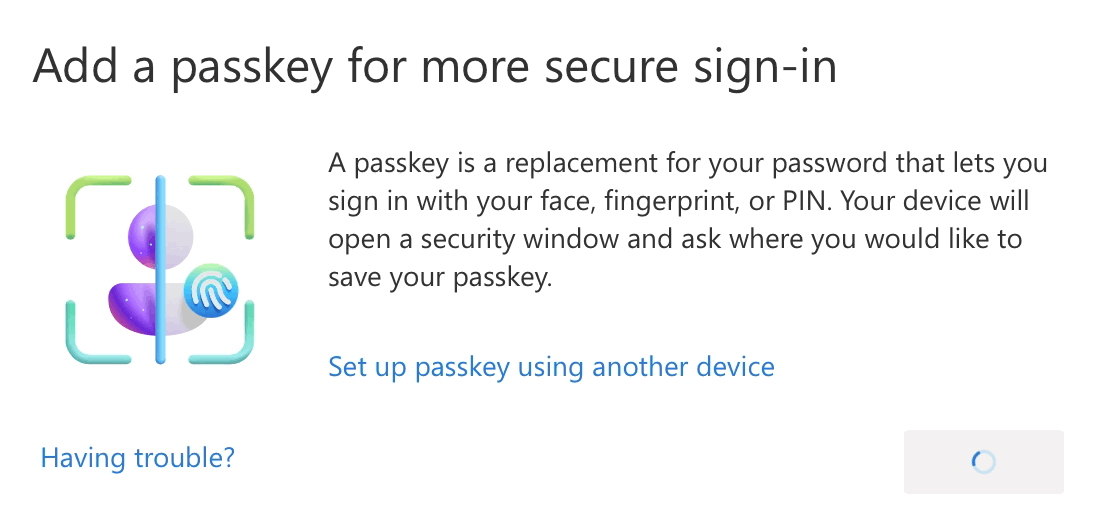 Add a passkey for more secure sign-in
A passkey is a replacement for your password that lets you
sign in with your face, fingerprint, or PIN. Your device will
open a security window and ask where you would like to
save your passkey.
Set up passkey using another device
Having trouble?